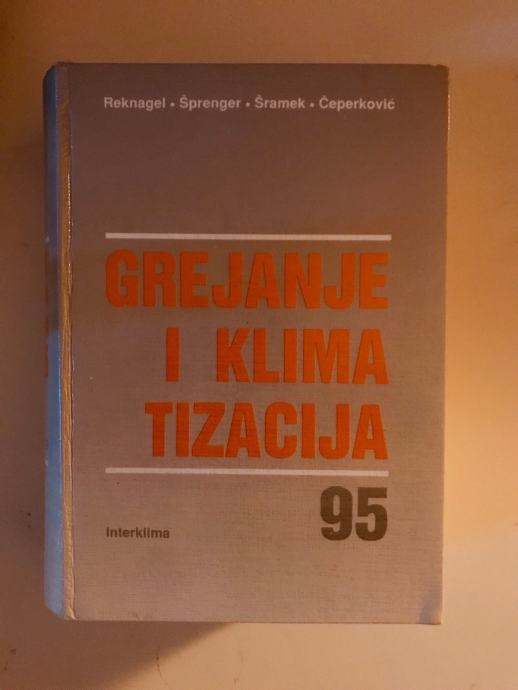 Reknagel • Šprenger • Šramek • Čeperković
GREJANJE
I KLIMA
TIZACIJA
95
Interklima